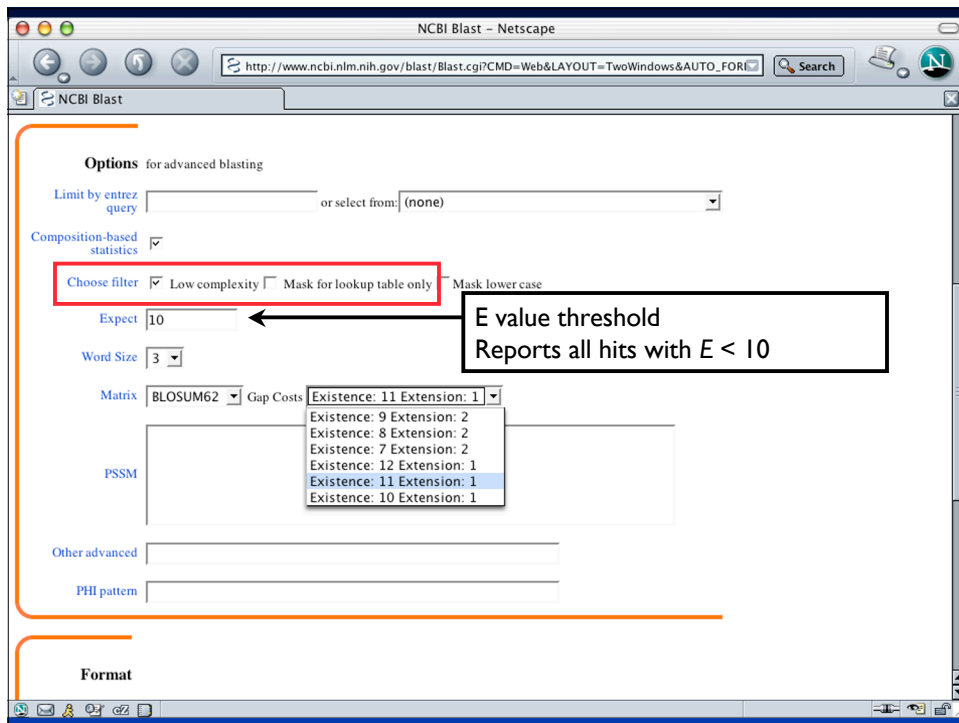 NCBI Blast - Netscape
http://www.ncbi.nlm.nih.gov/blast/Blast.cgi?CMD=Web&LAYOUT=TwoWindows&AUTO_FORI
Search
N
NCBI Blast
Options for advanced blasting
Limit by entrez query
or select from: (none)
Composition-based statistics
Choose filter Low complexity Mask for lookup table only Mask lower case
Expect 10
E value threshold
Reports all hits with E < 10
Word Size 3
Matrix BLOSUM62 Gap Costs Existence: 11 Extension: 1
Existence: 9 Extension: 2
Existence: 8 Extension: 2
Existence: 7 Extension: 2
Existence: 12 Extension: 1
Existence: 11 Extension: 1
Existence: 10 Extension: 1
PSSM
Other advanced
PHI pattern
Format